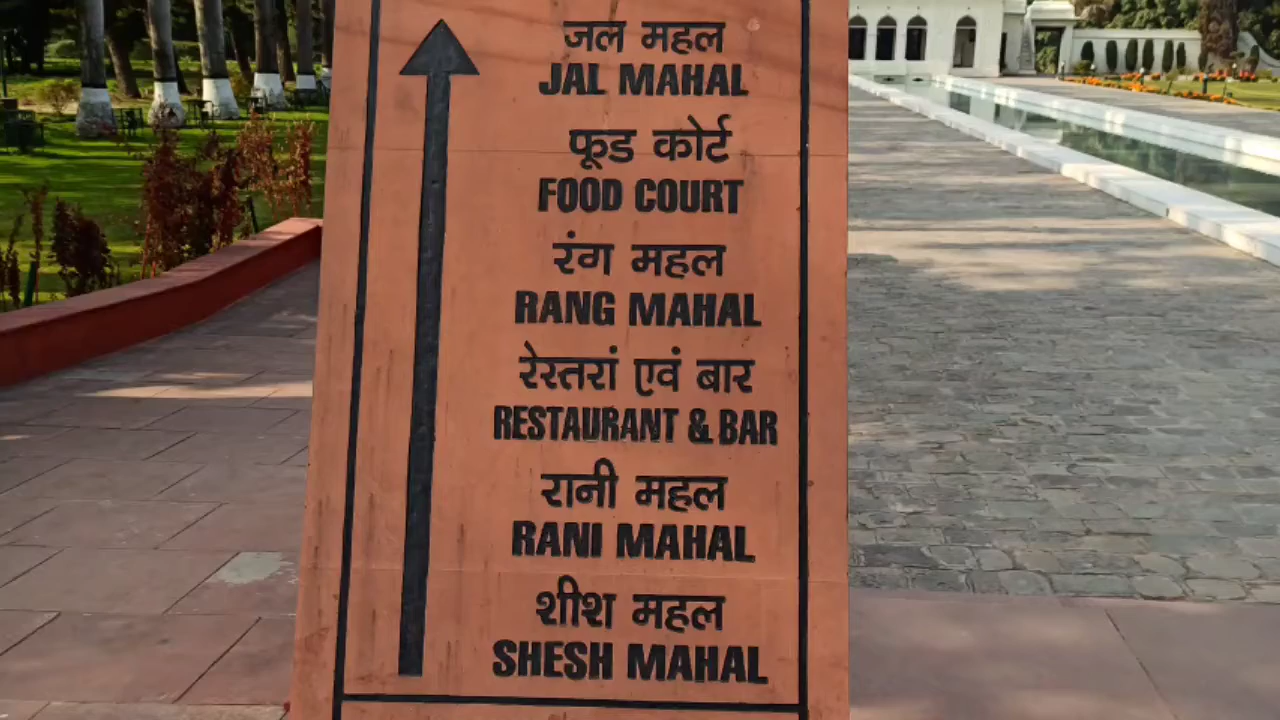 जल महल
JAL MAHAL
फूड कोर्ट
FOOD COURT
रंग महल
RANG MAHAL
रेस्तरां एवं बार
RESTAURANT & BAR
रानी महल
RANI MAHAL
शीश महल
SHESH MAHAL